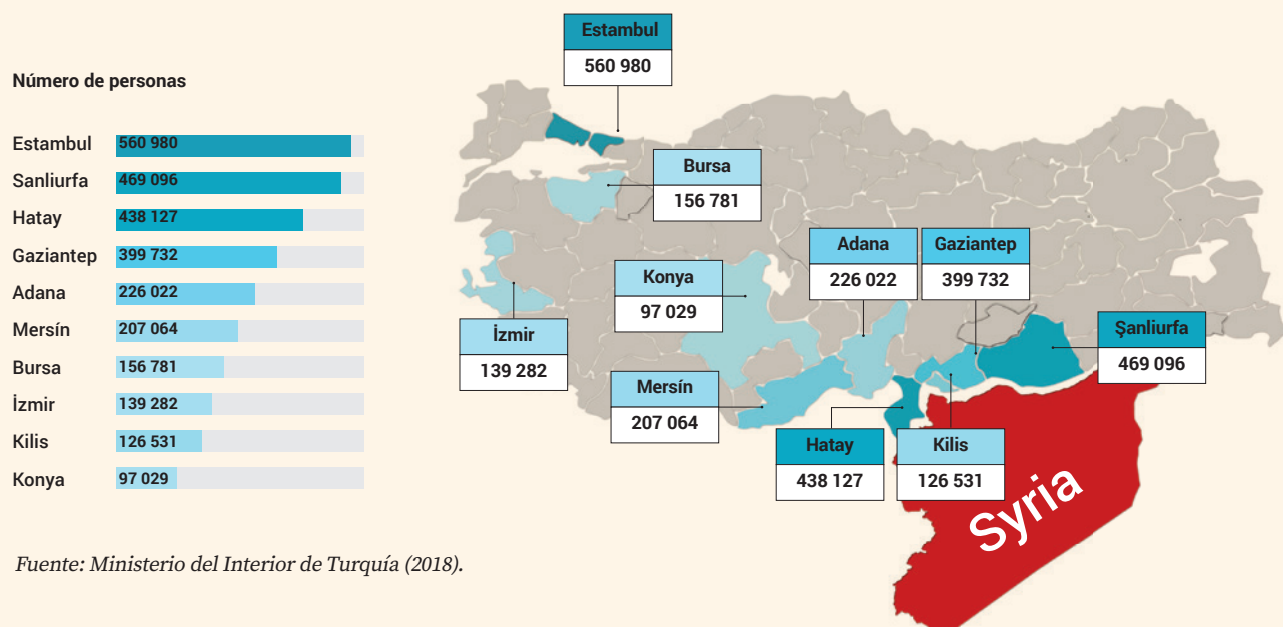 Número de personas
Estambul 560 980
Sanliurfa 469 096
Hatay 438 127
Gaziantep 399 732
Adana 226 022
Mersín 207 064
Bursa 156 781
İzmir 139 282
Kilis 126 531
Konya 97 029
Fuente: Ministerio del Interior de Turquía (2018).
Estambul
560 980
Bursa
156 781
Adana
226 022
Gaziantep
399 732
Konya
97 029
İzmir
139 282
Şanliurfa
469 096
Mersín
207 064
Hatay
438 127
Kilis
126 531
Syria